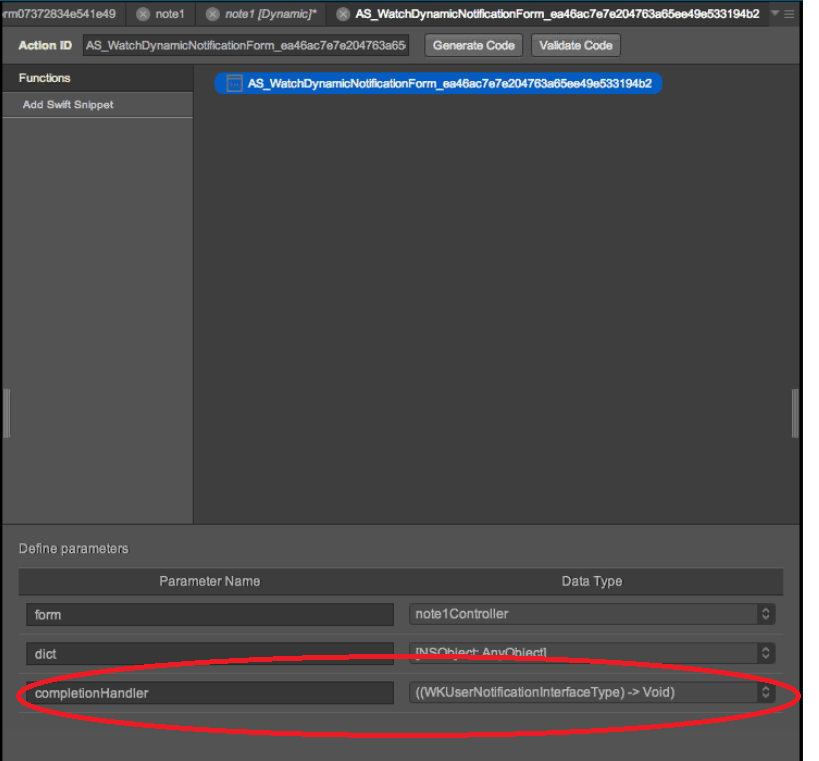 rm07372834e541e49 note1 note1 [Dynamic]* AS_WatchDynamicNotificationForm_ea46ac7e7e204763a65ee49e533194b2
Action ID AS_WatchDynamicNotificationForm_ea46ac7e7e204763a65 Generate Code Validate Code
Functions
Add Swift Snippet
AS_WatchDynamicNotificationForm_ea46ac7e7e204763a65ee49e533194b2
Define parameters
Parameter Name Data Type
form note1Controller
dict [NSObject: AnyObject]
completionHandler ((WKUserNotificationInterfaceType) -> Void)